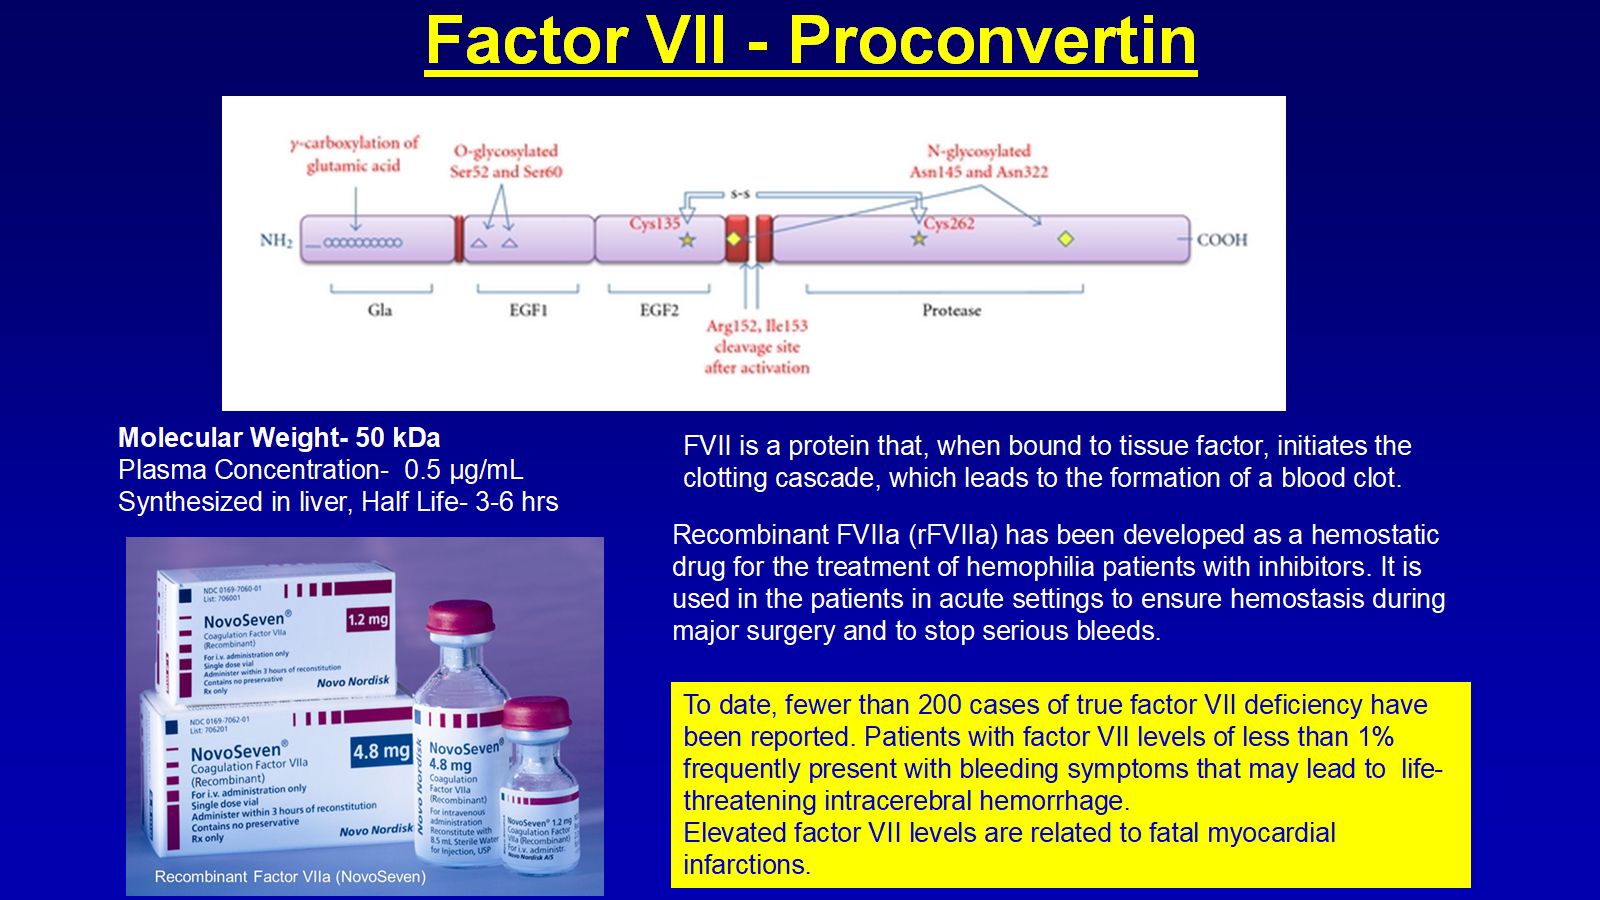 Factor VII - Proconvertin
γ-carboxylation of
glutamic acid
O-glycosylated
Ser52 and Ser60
N-glycosylated
Asn145 and Asn322
s-s
Cys135
Cys262
NH2
COOH
Gla
EGF1
EGF2
Protease
Arg152, Ile153
cleavage site
after activation
Molecular Weight- 50 kDa
Plasma Concentration- 0.5 µg/mL
Synthesized in liver, Half Life- 3-6 hrs
FVII is a protein that, when bound to tissue factor, initiates the
clotting cascade, which leads to the formation of a blood clot.
Recombinant FVIIa (rFVIIa) has been developed as a hemostatic
drug for the treatment of hemophilia patients with inhibitors. It is
used in the patients in acute settings to ensure hemostasis during
major surgery and to stop serious bleeds.
NDC 0169-7060-01
List: 706001
NovoSeven®
1.2 mg
Coagulation Factor VIIa
(Recombinant)
For i.v. administration only
Single dose vial
Administer within 3 hours of reconstitution
Contains no preservative
Rx only
Novo Nordisk
NDC 0169-7062-01
List: 706201
NovoSeven®
4.8 mg
Coagulation Factor VIIa
(Recombinant)
For i.v. administration only
Single dose vial
Administer within 3 hours of reconstitution
Contains no preservative
Rx only
Novo Nordisk
Novo Nordisk
NovoSeven®
4.8 mg
Coagulation
Factor VIIa
(Recombinant)
For intravenous
administration
Reconstitute with
8.5 mL Sterile Water
for Injection, USP
NovoSeven® 1.2 mg
Coagulation Factor
VIIa (Recombinant)
For i.v. administr.
Novo Nordisk A/S
Recombinant Factor VIIa (NovoSeven)
To date, fewer than 200 cases of true factor VII deficiency have
been reported. Patients with factor VII levels of less than 1%
frequently present with bleeding symptoms that may lead to life-
threatening intracerebral hemorrhage.
Elevated factor VII levels are related to fatal myocardial
infarctions.